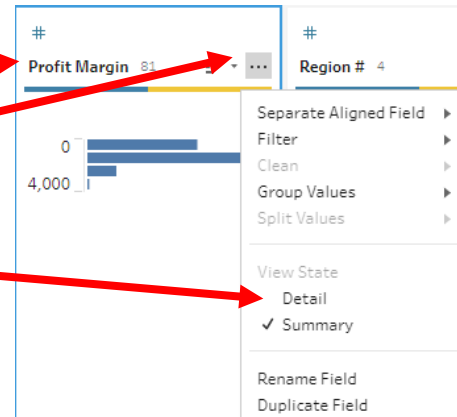 #
Profit Margin 81
...
0
4,000
#
Region # 4
Separate Aligned Field
Filter
Clean
Group Values
Split Values
View State
Detail
✓ Summary
Rename Field
Duplicate Field